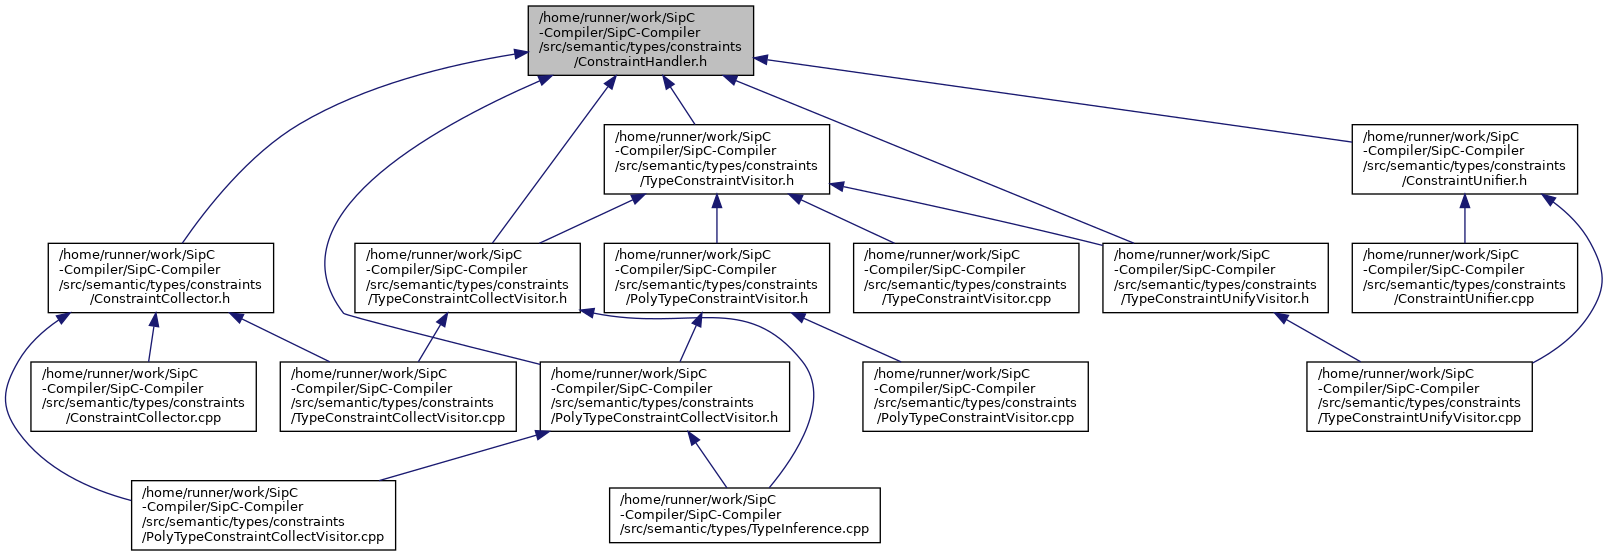 /home/runner/work/SipC
-Compiler/SipC-Compiler
/src/semantic/types/constraints
/ConstraintHandler.h
/home/runner/work/SipC
-Compiler/SipC-Compiler
/src/semantic/types/constraints
/TypeConstraintVisitor.h
/home/runner/work/SipC
-Compiler/SipC-Compiler
/src/semantic/types/constraints
/ConstraintUnifier.h
/home/runner/work/SipC
-Compiler/SipC-Compiler
/src/semantic/types/constraints
/ConstraintCollector.h
/home/runner/work/SipC
-Compiler/SipC-Compiler
/src/semantic/types/constraints
/TypeConstraintCollectVisitor.h
/home/runner/work/SipC
-Compiler/SipC-Compiler
/src/semantic/types/constraints
/PolyTypeConstraintVisitor.h
/home/runner/work/SipC
-Compiler/SipC-Compiler
/src/semantic/types/constraints
/TypeConstraintVisitor.cpp
/home/runner/work/SipC
-Compiler/SipC-Compiler
/src/semantic/types/constraints
/TypeConstraintUnifyVisitor.h
/home/runner/work/SipC
-Compiler/SipC-Compiler
/src/semantic/types/constraints
/ConstraintUnifier.cpp
/home/runner/work/SipC
-Compiler/SipC-Compiler
/src/semantic/types/constraints
/ConstraintCollector.cpp
/home/runner/work/SipC
-Compiler/SipC-Compiler
/src/semantic/types/constraints
/TypeConstraintCollectVisitor.cpp
/home/runner/work/SipC
-Compiler/SipC-Compiler
/src/semantic/types/constraints
/PolyTypeConstraintCollectVisitor.h
/home/runner/work/SipC
-Compiler/SipC-Compiler
/src/semantic/types/constraints
/PolyTypeConstraintVisitor.cpp
/home/runner/work/SipC
-Compiler/SipC-Compiler
/src/semantic/types/constraints
/TypeConstraintUnifyVisitor.cpp
/home/runner/work/SipC
-Compiler/SipC-Compiler
/src/semantic/types/constraints
/PolyTypeConstraintCollectVisitor.cpp
/home/runner/work/SipC
-Compiler/SipC-Compiler
/src/semantic/types/TypeInference.cpp